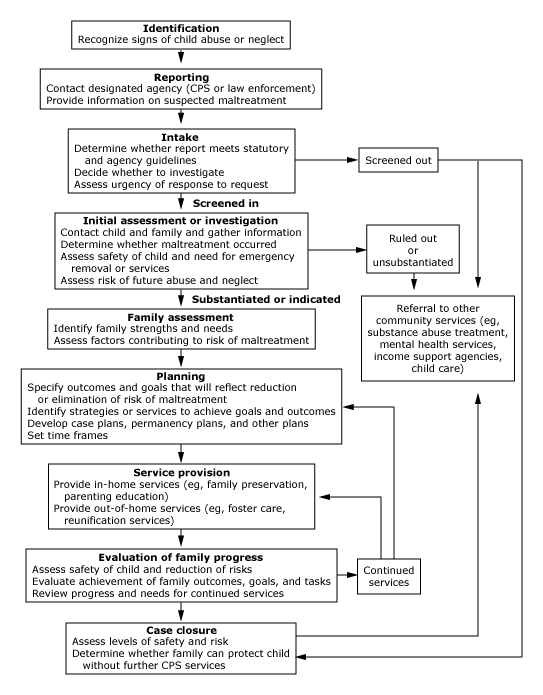 Identification
Recognize signs of child abuse or neglect
Reporting
Contact designated agency (CPS or law enforcement)
Provide information on suspected maltreatment
Intake
Determine whether report meets statutory
and agency guidelines
Decide whether to investigate
Assess urgency of response to request
Screened out
Screened in
Initial assessment or investigation
Contact child and family and gather information
Determine whether maltreatment occurred
Assess safety of child and need for emergency
removal or services
Assess risk of future abuse and neglect
Ruled out
or
unsubstantiated
Substantiated or indicated
Referral to other
community services (eg,
substance abuse treatment,
mental health services,
income support agencies,
child care)
Family assessment
Identify family strengths and needs
Assess factors contributing to risk of maltreatment
Planning
Specify outcomes and goals that will reflect reduction
or elimination of risk of maltreatment
Identify strategies or services to achieve goals and outcomes
Develop case plans, permanency plans, and other plans
Set time frames
Service provision
Provide in-home services (eg, family preservation,
parenting education)
Provide out-of-home services (eg, foster care,
reunification services)
Evaluation of family progress
Assess safety of child and reduction of risks
Evaluate achievement of family outcomes, goals, and tasks
Review progress and needs for continued services
Continued
services
Case closure
Assess levels of safety and risk
Determine whether family can protect child
without further CPS services